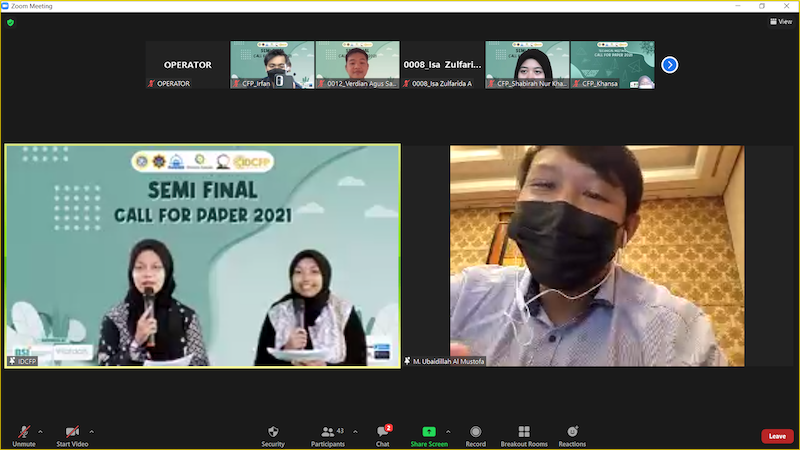 Zoom Meeting
View
OPERATOR
OPERATOR
CFP_Irfan
0012_Verdian Agus Sa...
0008_Isa Zulfari...
0008_Isa Zulfarida A
CFP_Shabirah Nur Kha...
CFP_Khansa
IDCFP
SEMI FINAL
CALL FOR PAPER 2021
IDCFP
M. Ubaidillah Al Mustofa
Unmute
Start Video
Security
Participants
43
Chat
2
Share Screen
Record
Breakout Rooms
Reactions
Leave